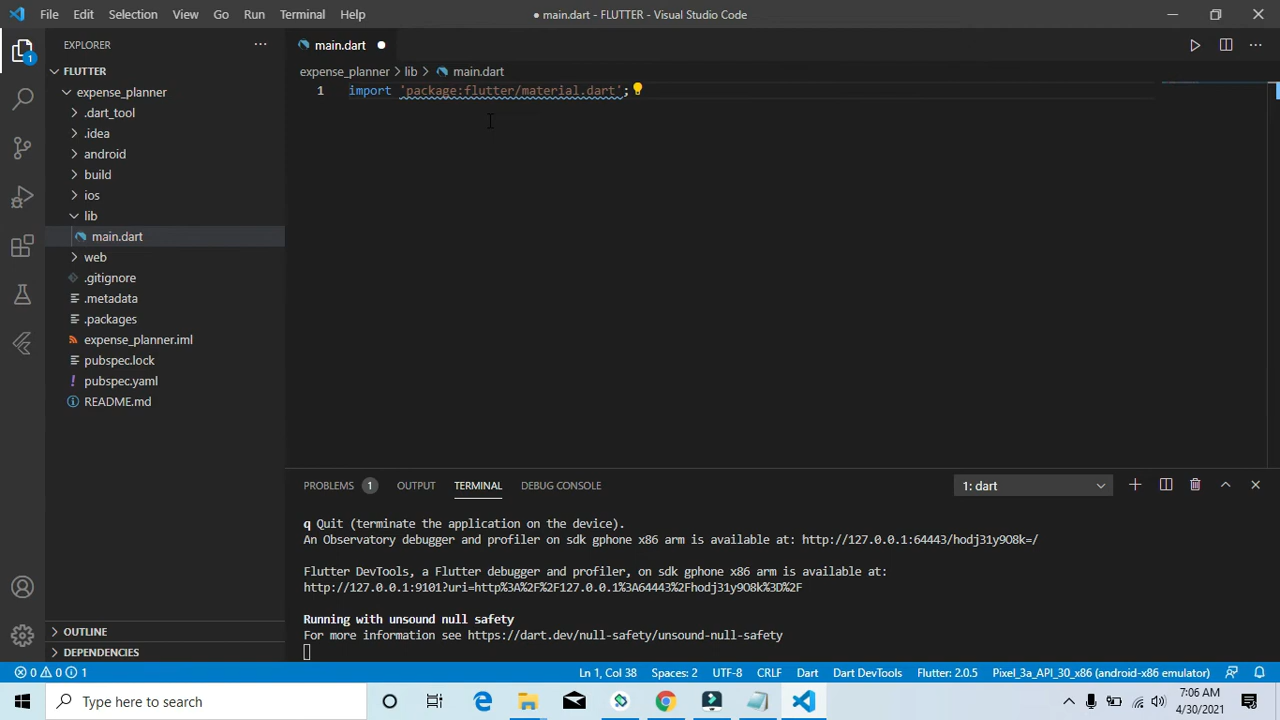 File Edit Selection View Go Run Terminal Help
● main.dart - FLUTTER - Visual Studio Code
1
EXPLORER
FLUTTER
expense_planner
.dart_tool
.idea
android
build
ios
lib
main.dart
web
.gitignore
.metadata
.packages
expense_planner.iml
pubspec.lock
pubspec.yaml
README.md
OUTLINE
DEPENDENCIES
main.dart
expense_planner > lib > main.dart
1 import 'package:flutter/material.dart';
PROBLEMS 1 OUTPUT TERMINAL DEBUG CONSOLE 1: dart
q Quit (terminate the application on the device).
An Observatory debugger and profiler on sdk gphone x86 arm is available at: http://127.0.0.1:64443/hodj31y9O8k=/
Flutter DevTools, a Flutter debugger and profiler, on sdk gphone x86 arm is available at:
http://127.0.0.1:9101?uri=http%3A%2F%2F127.0.0.1%3A64443%2Fhodj31y9O8k%3D%2F
Running with unsound null safety
For more information see https://dart.dev/null-safety/unsound-null-safety
0 0 1 Ln 1, Col 38 Spaces: 2 UTF-8 CRLF Dart Dart DevTools Flutter: 2.0.5 Pixel_3a_API_30_x86 (android-x86 emulator)
Type here to search
7:06 AM
4/30/2021